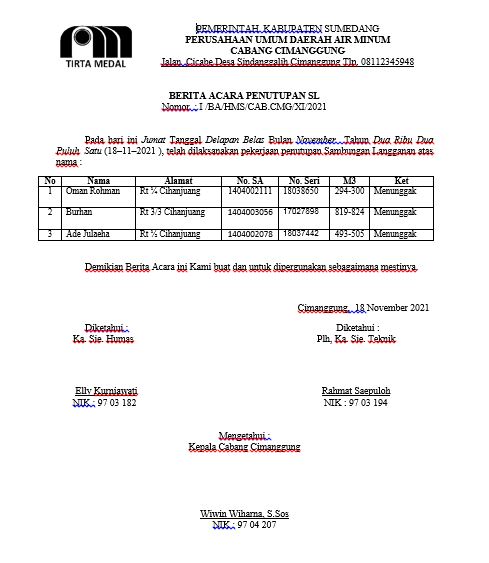 PEMERINTAH KABUPATEN SUMEDANG
PERUSAHAAN UMUM DAERAH AIR MINUM
CABANG CIMANGGUNG
Jalan Cicabe Desa Sindanggalih Cimanggung Tlp. 08112345948
TIRTA MEDAL
BERITA ACARA PENUTUPAN SL
Nomor : I /BA/HMS/CAB.CMG/XI/2021
Pada hari ini Jumat Tanggal Delapan Belas Bulan November Tahun Dua Ribu Dua
Puluh Satu (18–11–2021 ), telah dilaksanakan pekerjaan penutupan Sambungan Langganan atas
nama :
No Nama Alamat No. SA No. Seri M3 Ket
1 Oman Rohman Rt ¼ Cihanjuang 1404002111 18038650 294-300 Menunggak
2 Burhan Rt 3/3 Cihanjuang 1404003056 17027898 819-824 Menunggak
3 Ade Julaeha Rt ⅓ Cihanjuang 1404002078 18037442 493-505 Menunggak
Demikian Berita Acara ini Kami buat dan untuk dipergunakan sebagaimana mestinya.
Cimanggung, 18 November 2021
Diketahui : Diketahui :
Ka. Sie. Humas Plh, Ka. Sie. Teknik
Elly Kurniawati Rahmat Saepuloh
NIK : 97 03 182 NIK : 97 03 194
Mengetahui :
Kepala Cabang Cimanggung
Wiwin Wiharna, S.Sos
NIK : 97 04 207